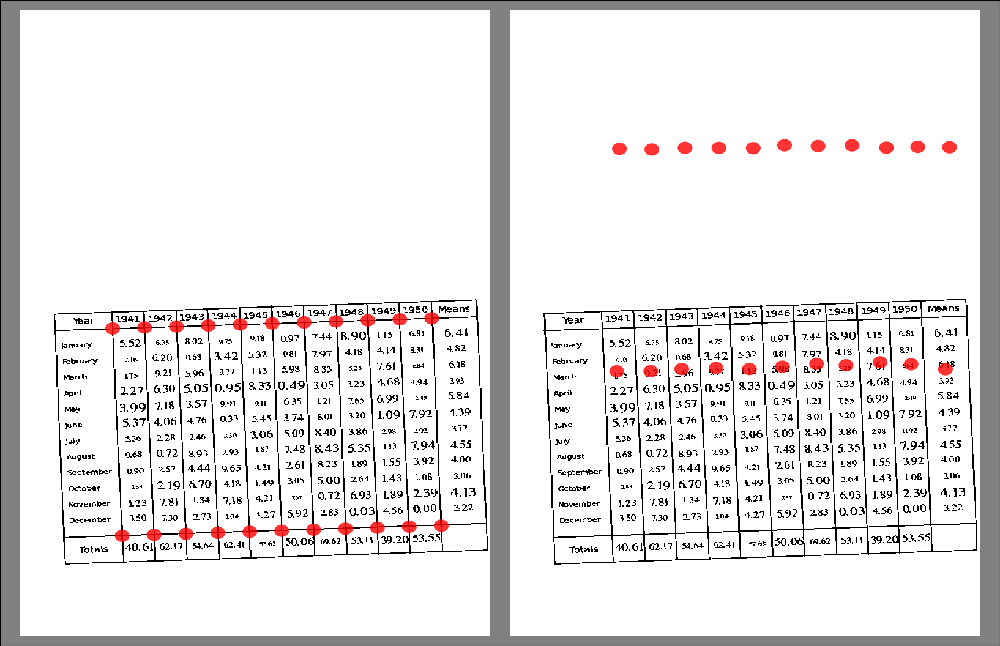 Year 1941 1942 1943 1944 1945 1946 1947 1948 1949 1950 Means
January 5.52 6.35 8.02 9.75 9.18 0.97 7.44 8.90 1.15 6.81 6.41
February 7.16 6.20 0.68 3.42 5.32 0.81 7.97 4.18 4.14 8.31 4.82
March 1.75 9.21 5.96 9.77 1.13 5.98 8.33 5.25 7.61 6.84 6.18
April 2.27 6.30 5.05 0.95 8.33 0.49 3.05 3.23 4.68 4.94 3.93
May 3.99 7.18 3.57 9.91 9.11 6.35 1.21 7.65 6.99 2.48 5.84
June 5.37 4.06 4.76 0.33 5.45 3.74 8.01 3.20 1.09 7.92 4.39
July 5.36 2.28 2.46 3.30 3.06 5.09 8.40 3.86 2.98 0.92 3.77
August 0.68 0.72 8.93 2.93 1.87 7.48 8.43 5.35 1.13 7.94 4.55
September 0.90 2.57 4.44 9.65 4.21 2.61 8.23 1.89 1.55 3.92 4.00
October 2.88 2.19 6.70 4.18 1.49 3.05 5.00 2.64 1.43 1.08 3.06
November 1.23 7.81 1.34 7.18 4.21 7.57 0.72 6.93 1.89 2.39 4.13
December 3.50 7.30 2.73 1.04 4.27 5.92 2.83 0.03 4.56 0.00 3.22
Totals 40.61 62.17 54.64 62.41 57.63 50.06 69.62 53.11 39.20 53.55
Year 1941 1942 1943 1944 1945 1946 1947 1948 1949 1950 Means
January 5.52 6.35 8.02 9.75 9.18 0.97 7.44 8.90 1.15 6.81 6.41
February 7.16 6.20 0.68 3.42 5.32 0.81 7.97 4.18 4.14 8.31 4.82
March 1.75 9.21 5.96 9.77 1.13 5.98 8.33 5.25 7.61 6.84 6.18
April 2.27 6.30 5.05 0.95 8.33 0.49 3.05 3.23 4.68 4.94 3.93
May 3.99 7.18 3.57 9.91 9.11 6.35 1.21 7.65 6.99 2.48 5.84
June 5.37 4.06 4.76 0.33 5.45 3.74 8.01 3.20 1.09 7.92 4.39
July 5.36 2.28 2.46 3.30 3.06 5.09 8.40 3.86 2.98 0.92 3.77
August 0.68 0.72 8.93 2.93 1.87 7.48 8.43 5.35 1.13 7.94 4.55
September 0.90 2.57 4.44 9.65 4.21 2.61 8.23 1.89 1.55 3.92 4.00
October 2.88 2.19 6.70 4.18 1.49 3.05 5.00 2.64 1.43 1.08 3.06
November 1.23 7.81 1.34 7.18 4.21 7.57 0.72 6.93 1.89 2.39 4.13
December 3.50 7.30 2.73 1.04 4.27 5.92 2.83 0.03 4.56 0.00 3.22
Totals 40.61 62.17 54.64 62.41 57.63 50.06 69.62 53.11 39.20 53.55